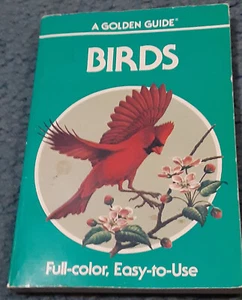 A GOLDEN GUIDE®
BIRDS
Full-color, Easy-to-Use